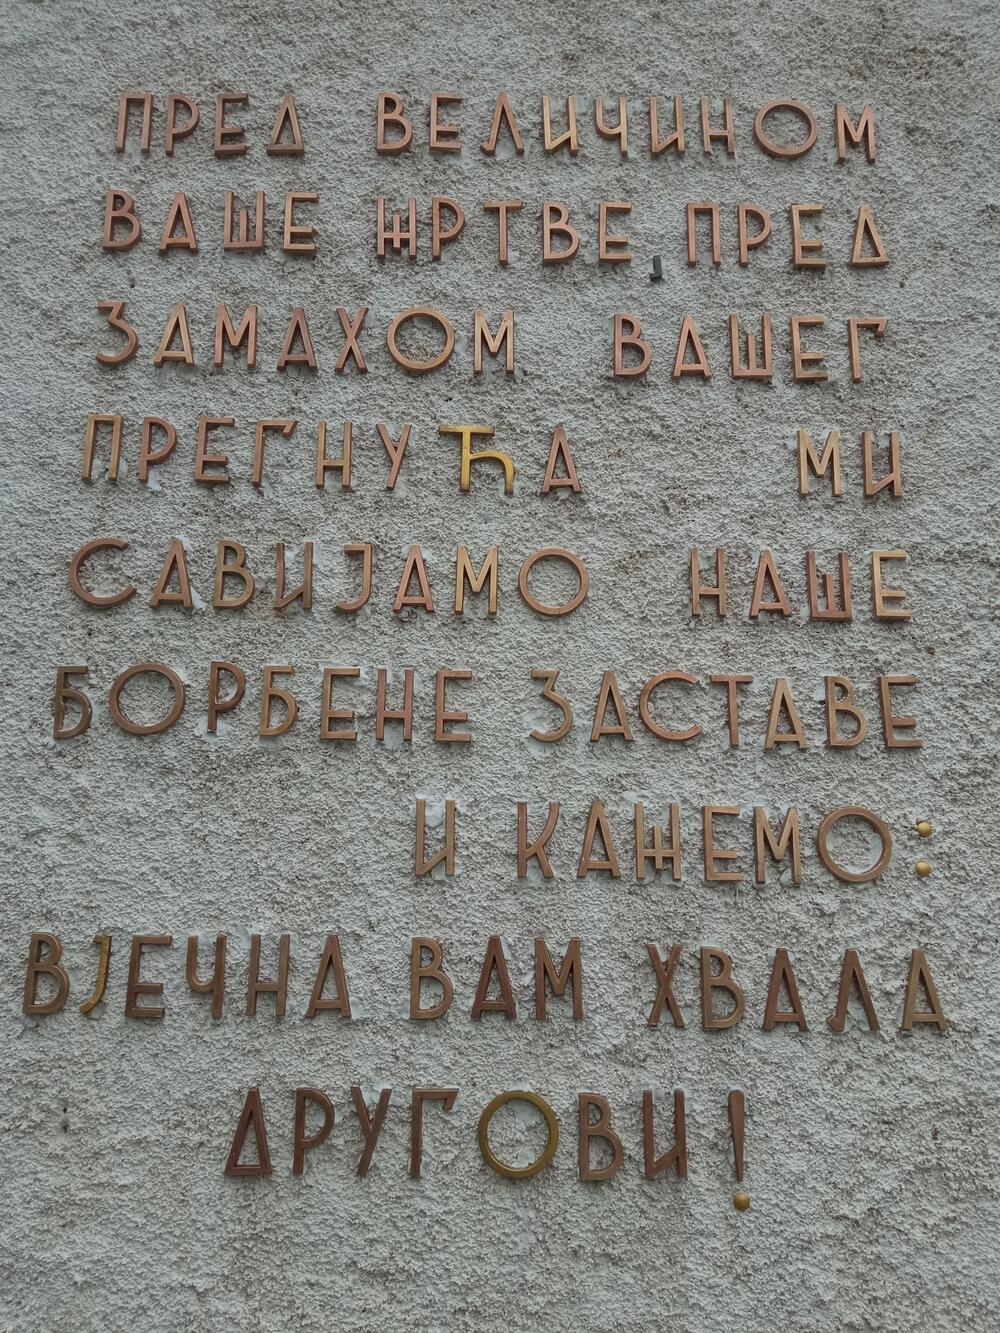 ПРЕД ВЕЛИЧИНОМ
ВАШЕ ЖРТВЕ, ПРЕД
ЗАМАХОМ ВАШЕГ
ПРЕГНУЋА МИ
САВИЈАМО НАШЕ
БОРБЕНЕ ЗАСТАВЕ
И КАЖЕМО:
ВЈЕЧНА ВАМ ХВАЛА
ДРУГОВИ!